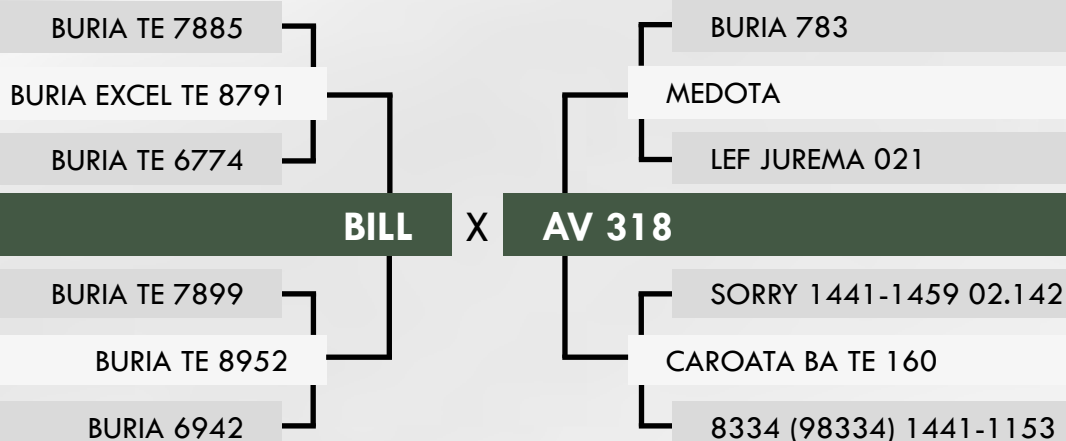 BURIA TE 7885
BURIA 783
BURIA EXCEL TE 8791
MEDOTA
BURIA TE 6774
LEF JUREMA 021
BILL X AV 318
BURIA TE 7899
SORRY 1441-1459 02.142
BURIA TE 8952
CAROATA BA TE 160
BURIA 6942
8334 (98334) 1441-1153